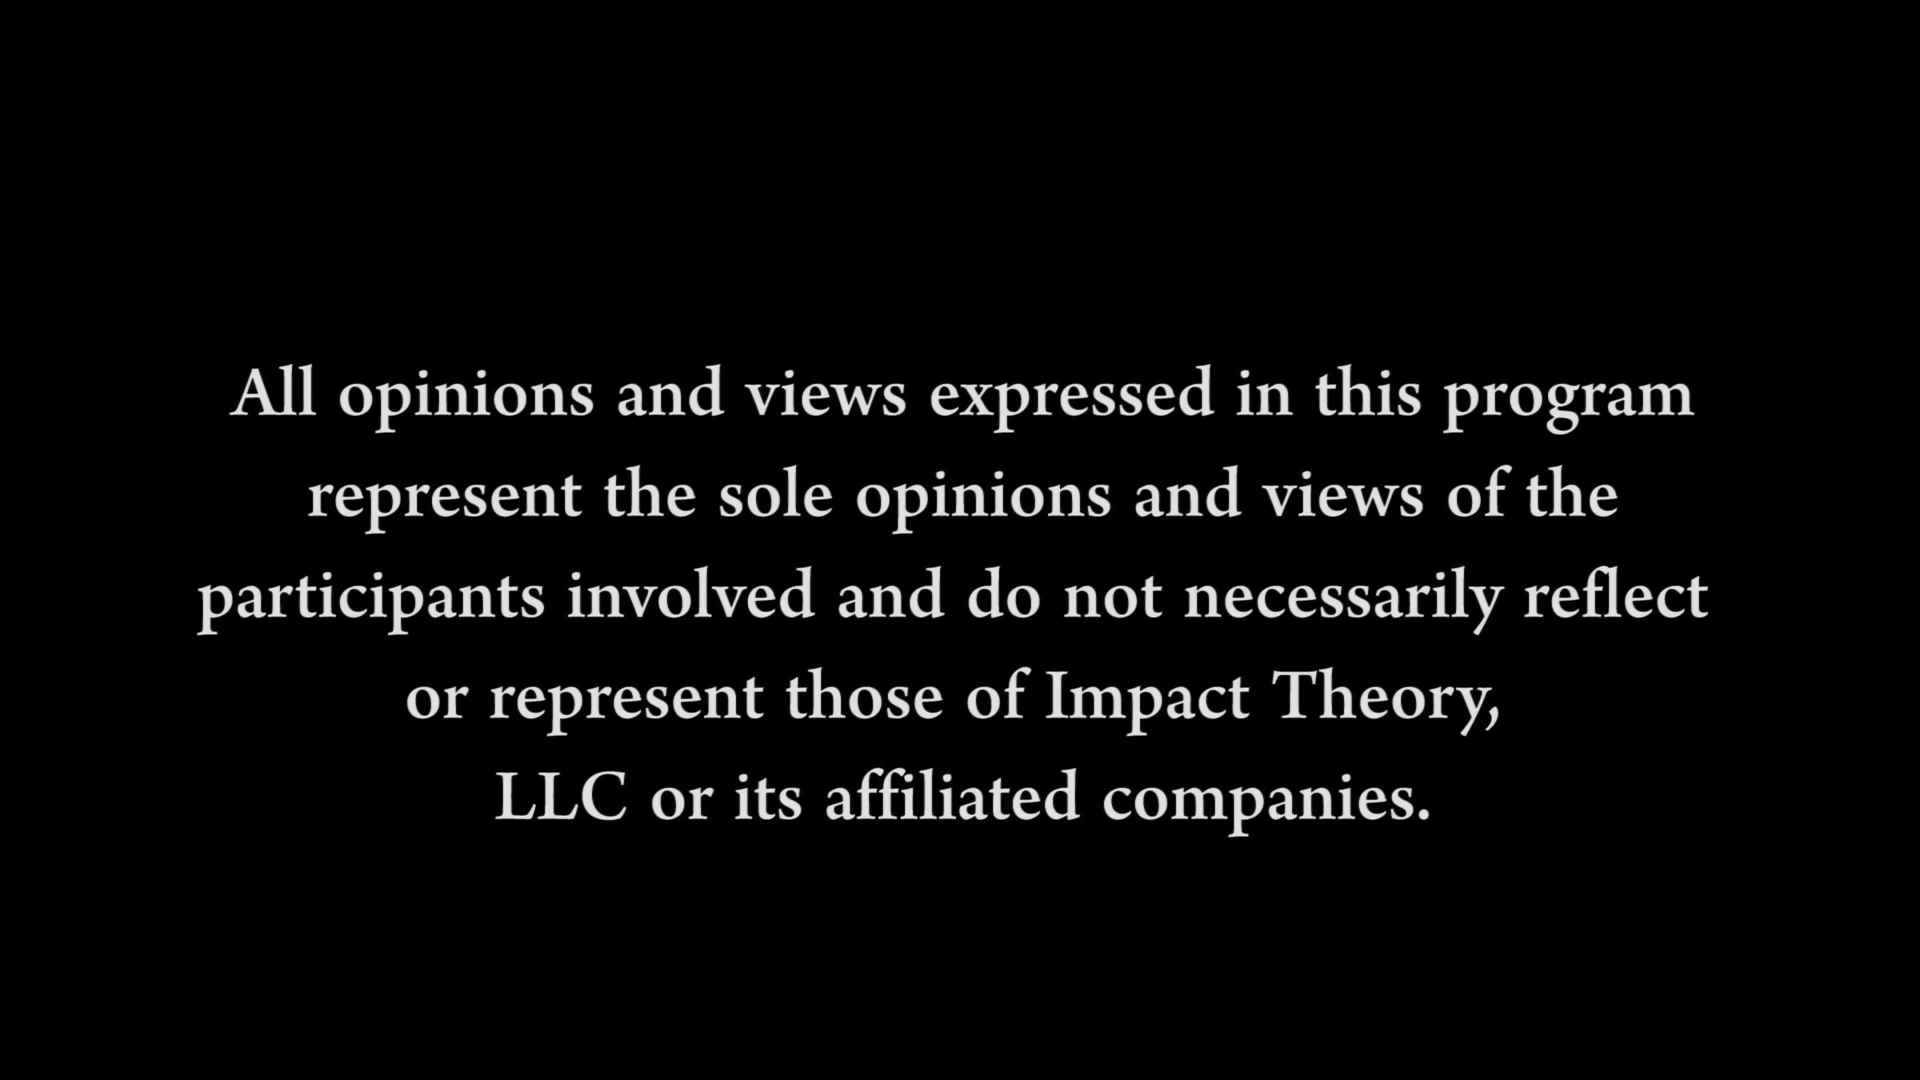 All opinions and views expressed in this program
represent the sole opinions and views of the
participants involved and do not necessarily reflect
or represent those of Impact Theory,
LLC or its affiliated companies.